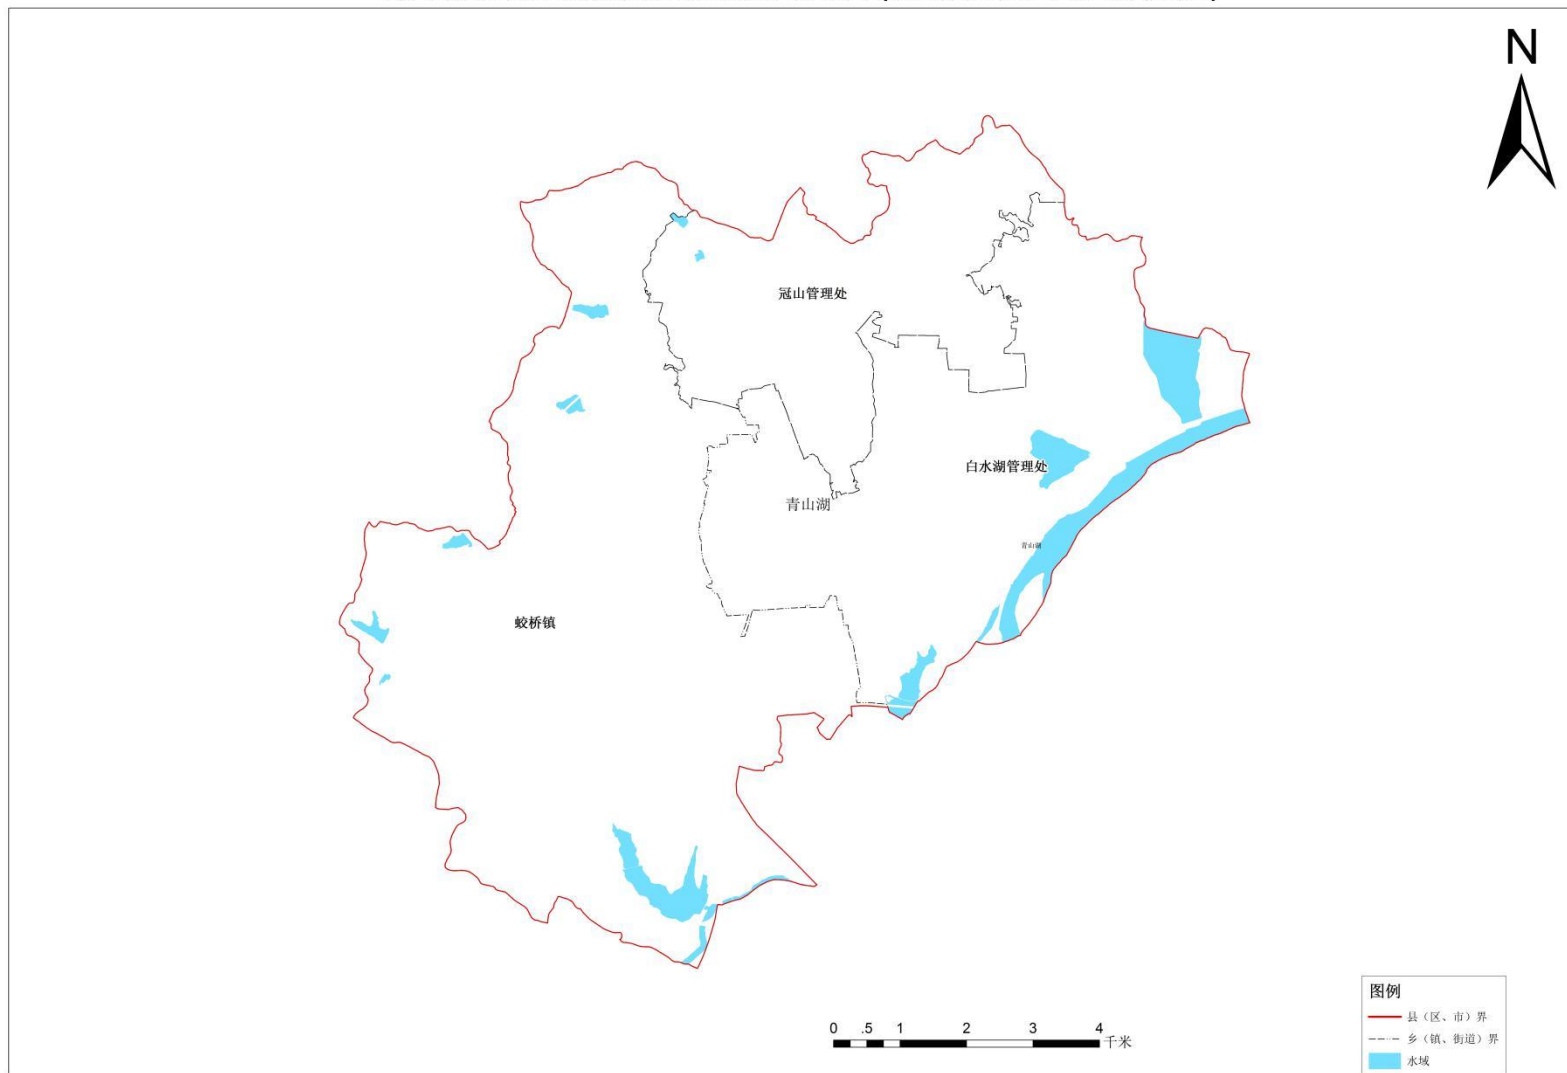 N
冠山管理处
白水湖管理处
青山湖
青山湖
蛟桥镇
0 .5 1 2 3 4
千米
图例
县（区、市）界
乡（镇、街道）界
水域